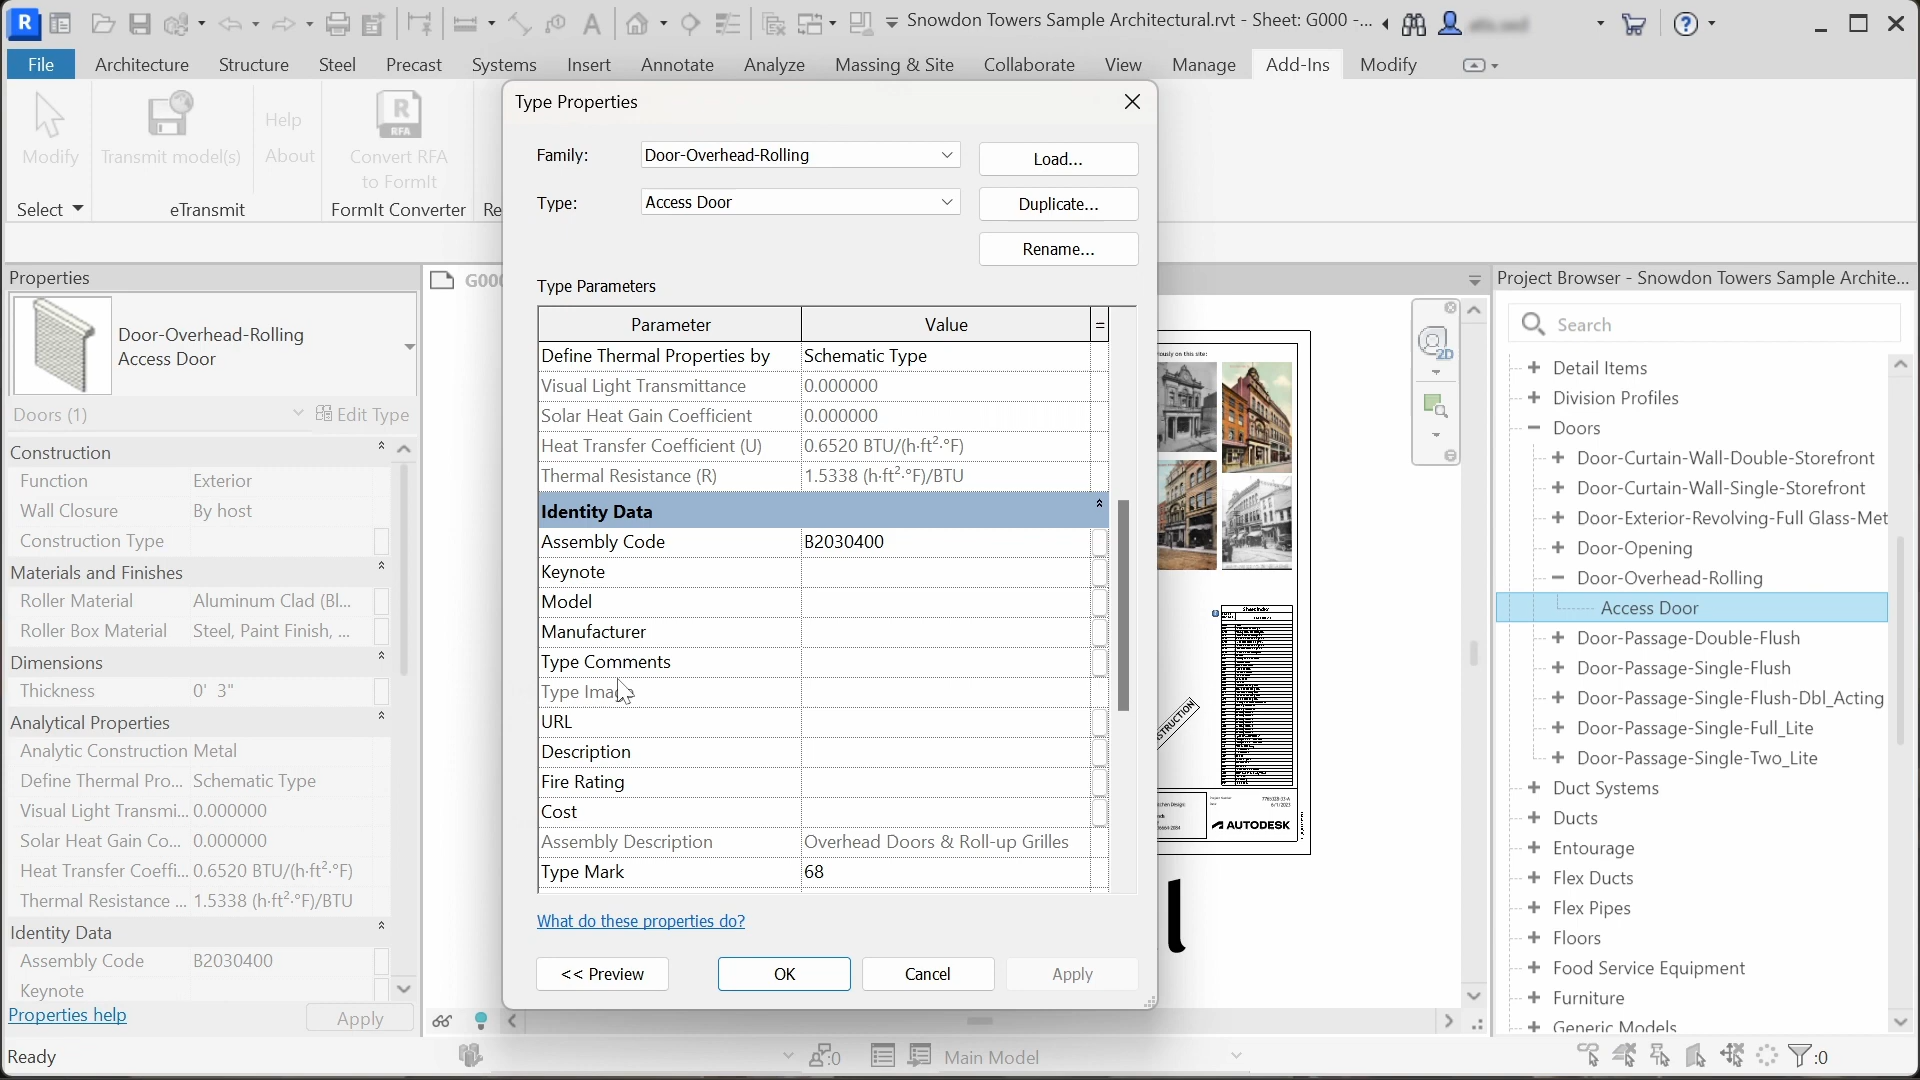 R
Snowdon Towers Sample Architectural.rvt - Sheet: G000 -...
File
Architecture
Structure
Steel
Precast
Systems
Insert
Annotate
Analyze
Massing & Site
Collaborate
View
Manage
Add-Ins
Modify
Modify
Transmit model(s)
Help
About
R
RFA
Convert RFA
to FormIt
Select
eTransmit
FormIt Converter
Re
Properties
Door-Overhead-Rolling
Access Door
Doors (1)
Edit Type
Construction
Function Exterior
Wall Closure By host
Construction Type
Materials and Finishes
Roller Material Aluminum Clad (Bl...
Roller Box Material Steel, Paint Finish, ...
Dimensions
Thickness 0' 3"
Analytical Properties
Analytic Construction Metal
Define Thermal Pro... Schematic Type
Visual Light Transmi... 0.000000
Solar Heat Gain Co... 0.000000
Heat Transfer Coeffi... 0.6520 BTU/(h·ft²·°F)
Thermal Resistance ... 1.5338 (h·ft²·°F)/BTU
Identity Data
Assembly Code B2030400
Keynote
Properties help
Apply
Ready
G000
Type Properties
Family: Door-Overhead-Rolling
Load...
Type: Access Door
Duplicate...
Rename...
Type Parameters
Parameter Value =
Define Thermal Properties by Schematic Type
Visual Light Transmittance 0.000000
Solar Heat Gain Coefficient 0.000000
Heat Transfer Coefficient (U) 0.6520 BTU/(h·ft²·°F)
Thermal Resistance (R) 1.5338 (h·ft²·°F)/BTU
Identity Data
Assembly Code B2030400
Keynote
Model
Manufacturer
Type Comments
Type Image
URL
Description
Fire Rating
Cost
Assembly Description Overhead Doors & Roll-up Grilles
Type Mark 68
What do these properties do?
<< Preview
OK
Cancel
Apply
2D
Sheet Index
STRUCTION
AUTODESK
:0
Main Model
:0
Project Browser - Snowdon Towers Sample Archite...
Search
Detail Items
Division Profiles
Doors
Door-Curtain-Wall-Double-Storefront
Door-Curtain-Wall-Single-Storefront
Door-Exterior-Revolving-Full Glass-Met
Door-Opening
Door-Overhead-Rolling
Access Door
Door-Passage-Double-Flush
Door-Passage-Single-Flush
Door-Passage-Single-Flush-Dbl_Acting
Door-Passage-Single-Full_Lite
Door-Passage-Single-Two_Lite
Duct Systems
Ducts
Entourage
Flex Ducts
Flex Pipes
Floors
Food Service Equipment
Furniture
Generic Models